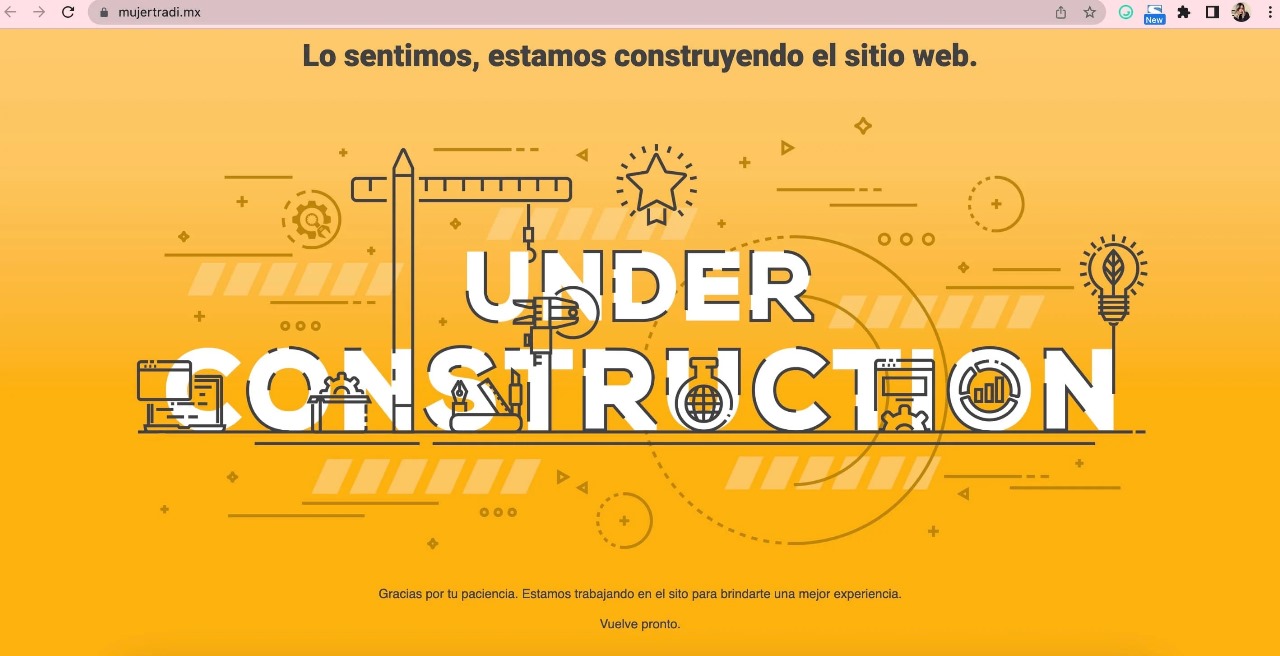 mujertradi.mx
New
Lo sentimos, estamos construyendo el sitio web.
UNDER
CONSTRUCTION
Gracias por tu paciencia. Estamos trabajando en el sito para brindarte una mejor experiencia.
Vuelve pronto.